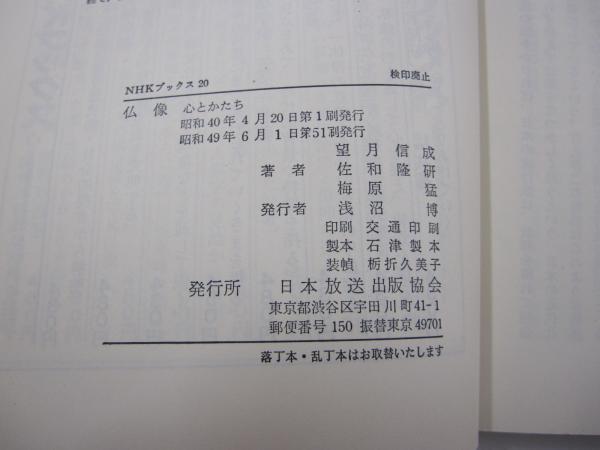 NHKブックス 20 検印廃止
仏像 心とかたち
昭和40年4月20日第1刷発行
昭和49年6月1日第51刷発行
望月信成
著者 佐和隆研
梅原猛
発行者 浅沼博
印刷 交通印刷
製本 石津製本
装幀 栃折久美子
発行所 日本放送出版協会
東京都渋谷区宇田川町41-1
郵便番号 150 振替東京 49701
落丁本・乱丁本はお取替いたします